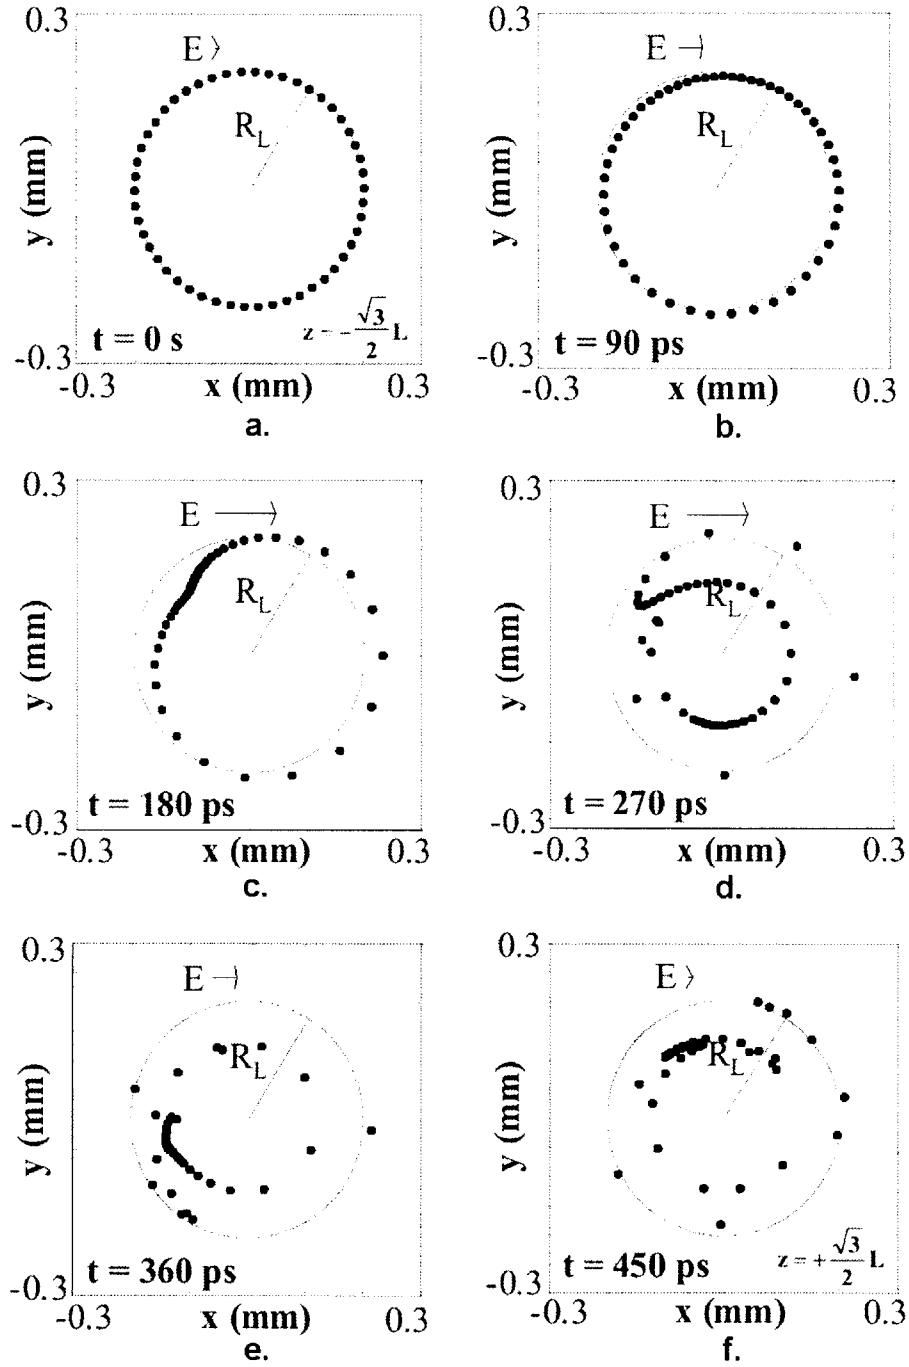 0.3
E
R_L
y (mm)
t = 0 s
z = -\frac{\sqrt{3}}{2} L
-0.3
-0.3
x (mm)
0.3
a.
0.3
E
R_L
y (mm)
t = 90 ps
-0.3
-0.3
x (mm)
0.3
b.
0.3
E
R_L
y (mm)
t = 180 ps
-0.3
-0.3
x (mm)
0.3
c.
0.3
E
R_L
y (mm)
t = 270 ps
-0.3
-0.3
x (mm)
0.3
d.
0.3
E
R_L
y (mm)
t = 360 ps
-0.3
-0.3
x (mm)
0.3
e.
0.3
E
R_L
y (mm)
t = 450 ps
z = +\frac{\sqrt{3}}{2} L
-0.3
-0.3
x (mm)
0.3
f.